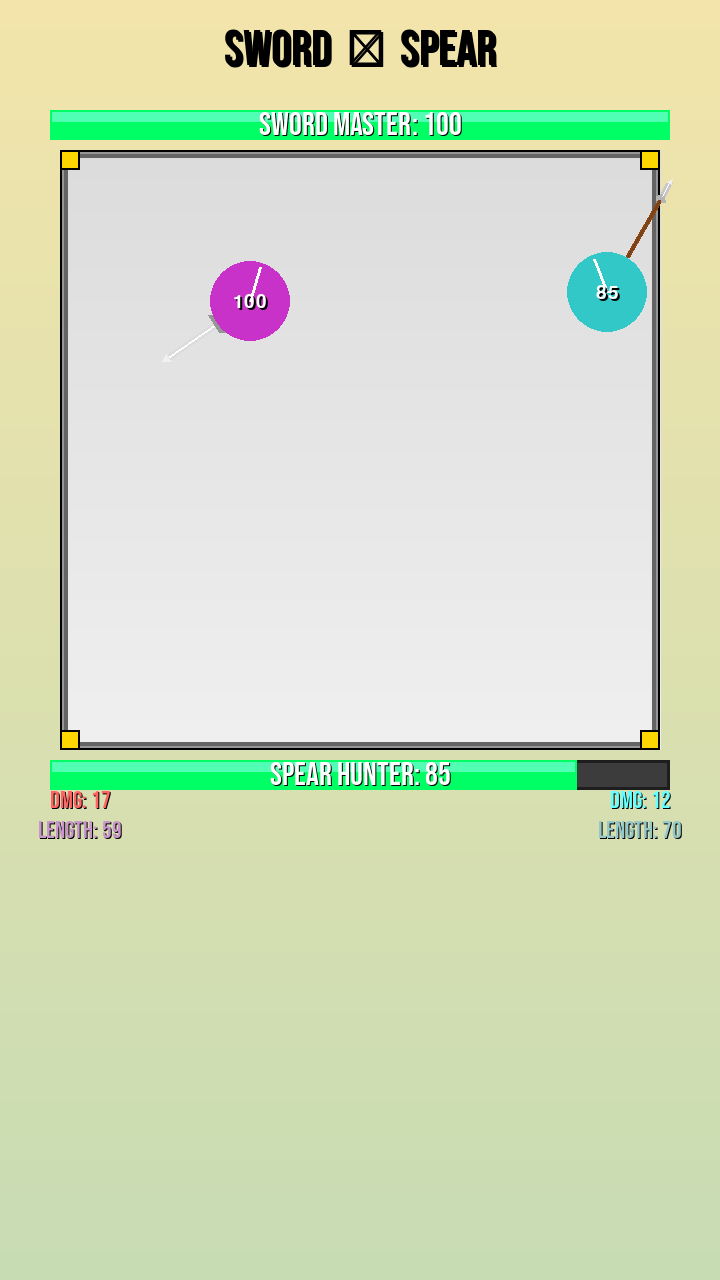 SWORD ⚔ SPEAR
SWORD MASTER: 100
100
85
SPEAR HUNTER: 85
DMG: 17
DMG: 12
LENGTH: 59
LENGTH: 70